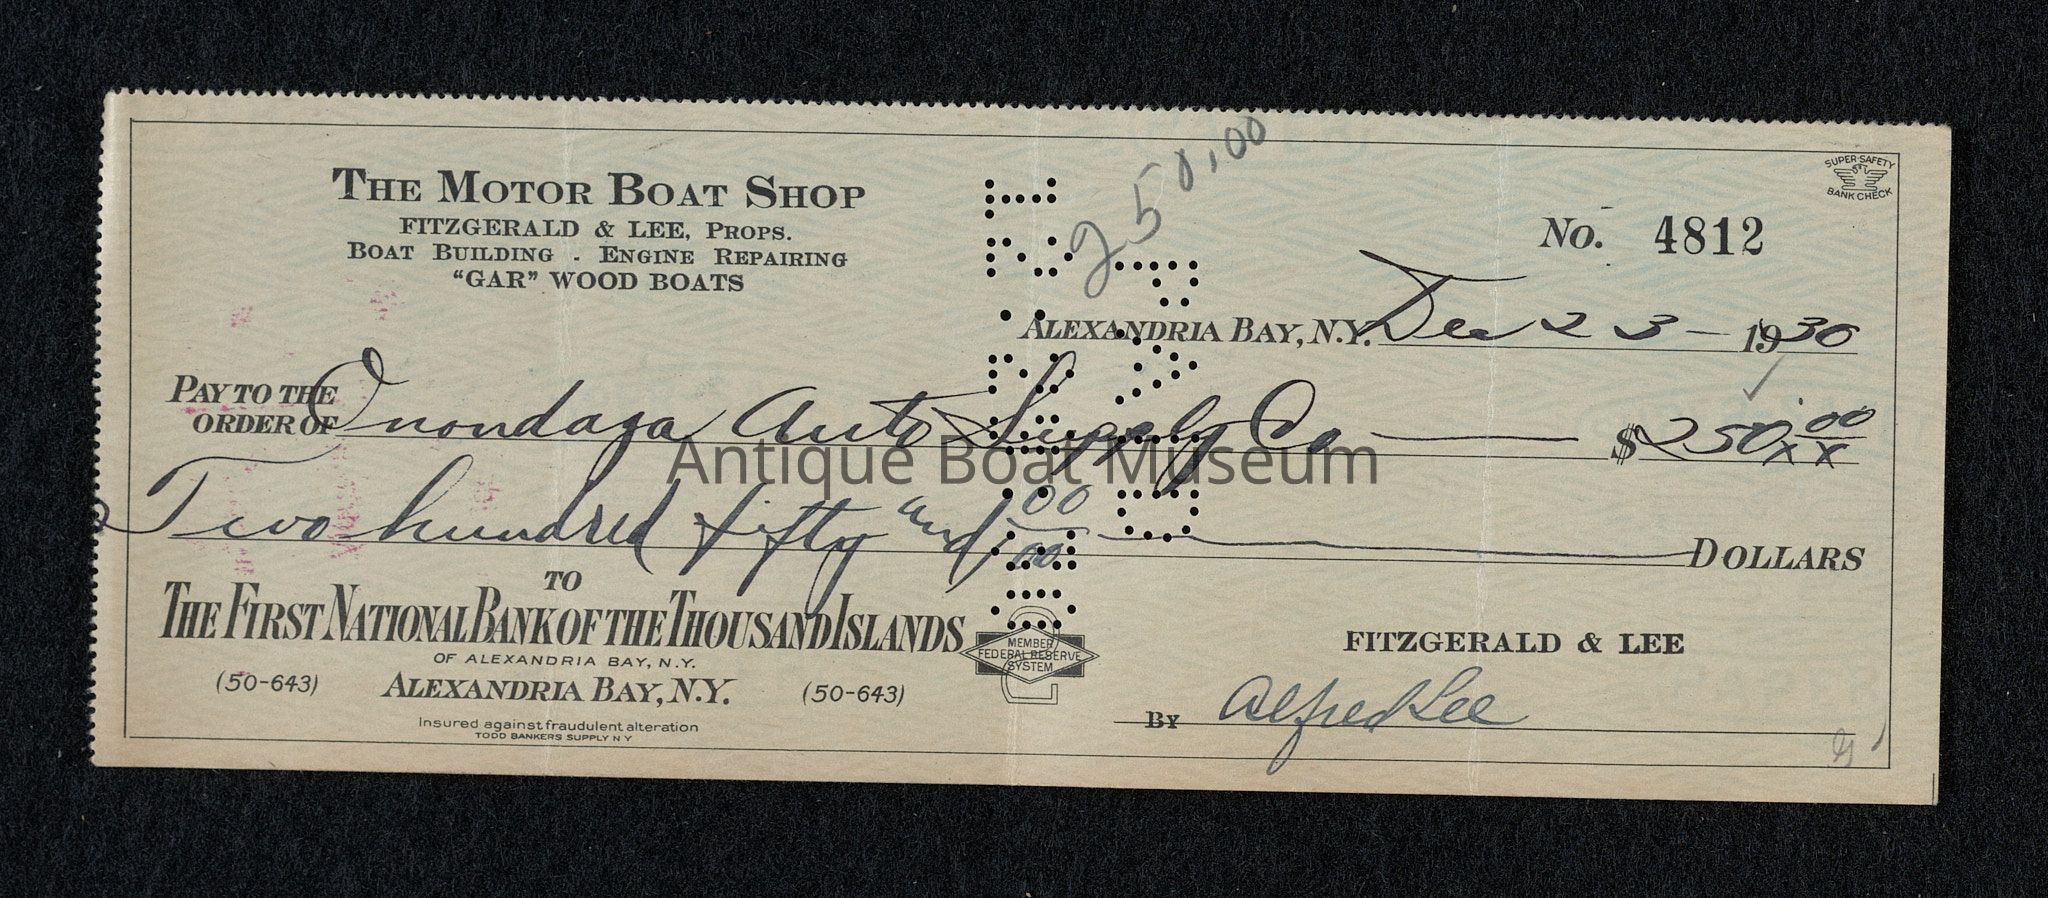 THE MOTOR BOAT SHOP
FITZGERALD & LEE, PROPS.
BOAT BUILDING - ENGINE REPAIRING
"GAR" WOOD BOATS
250.00
SUPER-SAFETY
BANK CHECK
NO. 4812
ALEXANDRIA BAY, N.Y. Dec 23 - 1930
PAY TO THE
ORDER OF Onondaga Auto Supply Co $250 00/xx
Antique Boat Museum
Two hundred fifty and 00/100 DOLLARS
TO
THE FIRST NATIONAL BANK OF THE THOUSAND ISLANDS
OF ALEXANDRIA BAY, N.Y.
(50-643) ALEXANDRIA BAY, N.Y. (50-643)
Insured against fraudulent alteration
TODD BANKERS SUPPLY N Y
MEMBER
FEDERAL RESERVE
SYSTEM
PAID
FITZGERALD & LEE
BY Alfred Lee